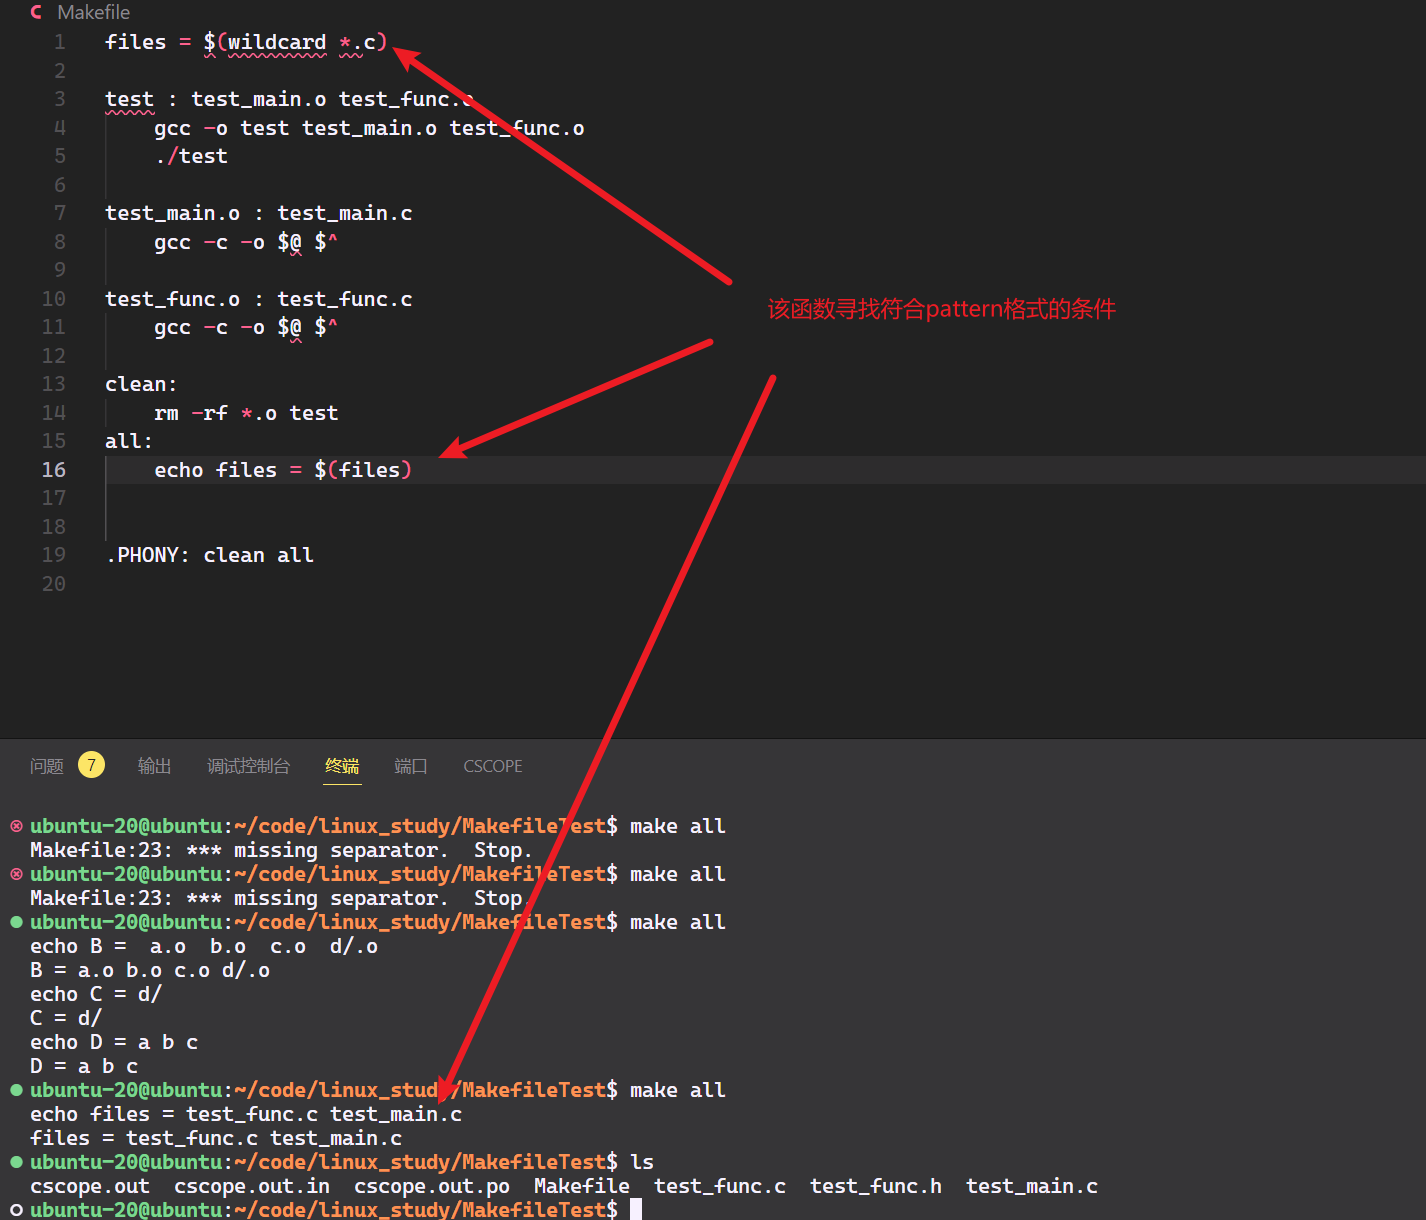 Makefile
1 files = $(wildcard *.c)
2
3 test : test_main.o test_func.o
4 gcc -o test test_main.o test_func.o
5 ./test
6
7 test_main.o : test_main.c
8 gcc -c -o $@ $^
9
10 test_func.o : test_func.c
11 gcc -c -o $@ $^
12
13 clean:
14 rm -rf *.o test
15 all:
16 echo files = $(files)
17
18
19 .PHONY: clean all
20
该函数寻找符合pattern格式的条件
问题 7 输出 调试控制台 终端 端口 CSCOPE
ubuntu-20@ubuntu:~/code/linux_study/MakefileTest$ make all
Makefile:23: *** missing separator.  Stop.
ubuntu-20@ubuntu:~/code/linux_study/MakefileTest$ make all
Makefile:23: *** missing separator.  Stop.
ubuntu-20@ubuntu:~/code/linux_study/MakefileTest$ make all
echo B =  a.o  b.o  c.o  d/.o
B = a.o b.o c.o d/.o
echo C = d/
C = d/
echo D = a b c
D = a b c
ubuntu-20@ubuntu:~/code/linux_study/MakefileTest$ make all
echo files = test_func.c test_main.c
files = test_func.c test_main.c
ubuntu-20@ubuntu:~/code/linux_study/MakefileTest$ ls
cscope.out  cscope.out.in  cscope.out.po  Makefile  test_func.c  test_func.h  test_main.c
ubuntu-20@ubuntu:~/code/linux_study/MakefileTest$